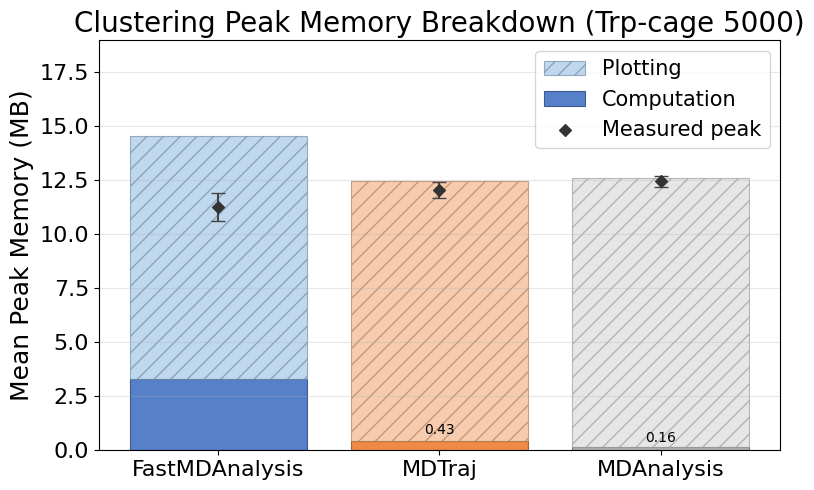 Clustering Peak Memory Breakdown (Trp-cage 5000)
Mean Peak Memory (MB)
17.5
15.0
12.5
10.0
7.5
5.0
2.5
0.0
Plotting
Computation
Measured peak
0.43
0.16
FastMDAnalysis
MDTraj
MDAnalysis